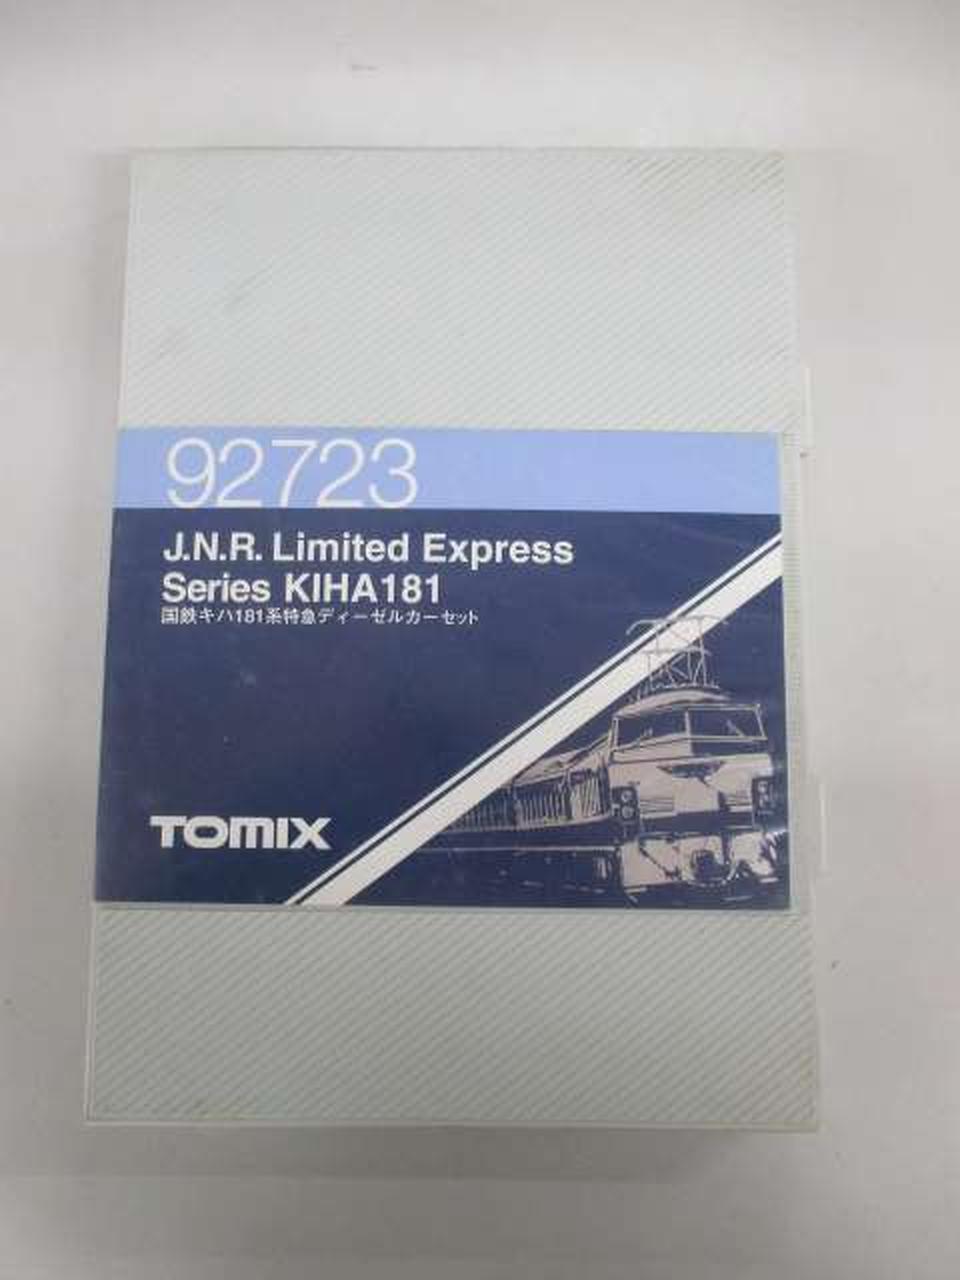 92723
J.N.R. Limited Express
Series KIHA181
国鉄キハ181系特急ディーゼルカーセット
TOMIX